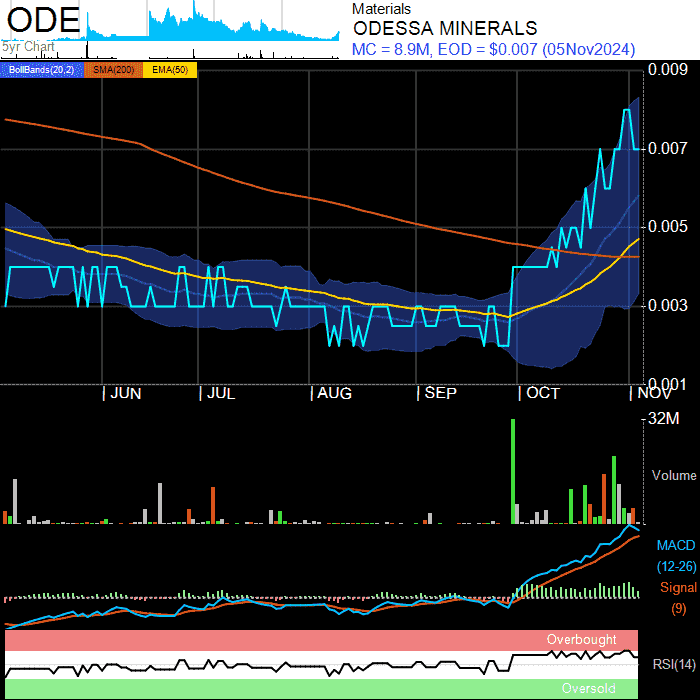 ODE
5yr Chart
Materials
ODESSA MINERALS
MC = 8.9M, EOD = $0.007 (05Nov2024)
BollBands(20,2) SMA(200) EMA(50)
0.009
0.007
0.005
0.003
0.001
JUN JUL AUG SEP OCT NOV
32M
Volume
MACD
(12-26)
Signal
(9)
Overbought
RSI(14)
Oversold